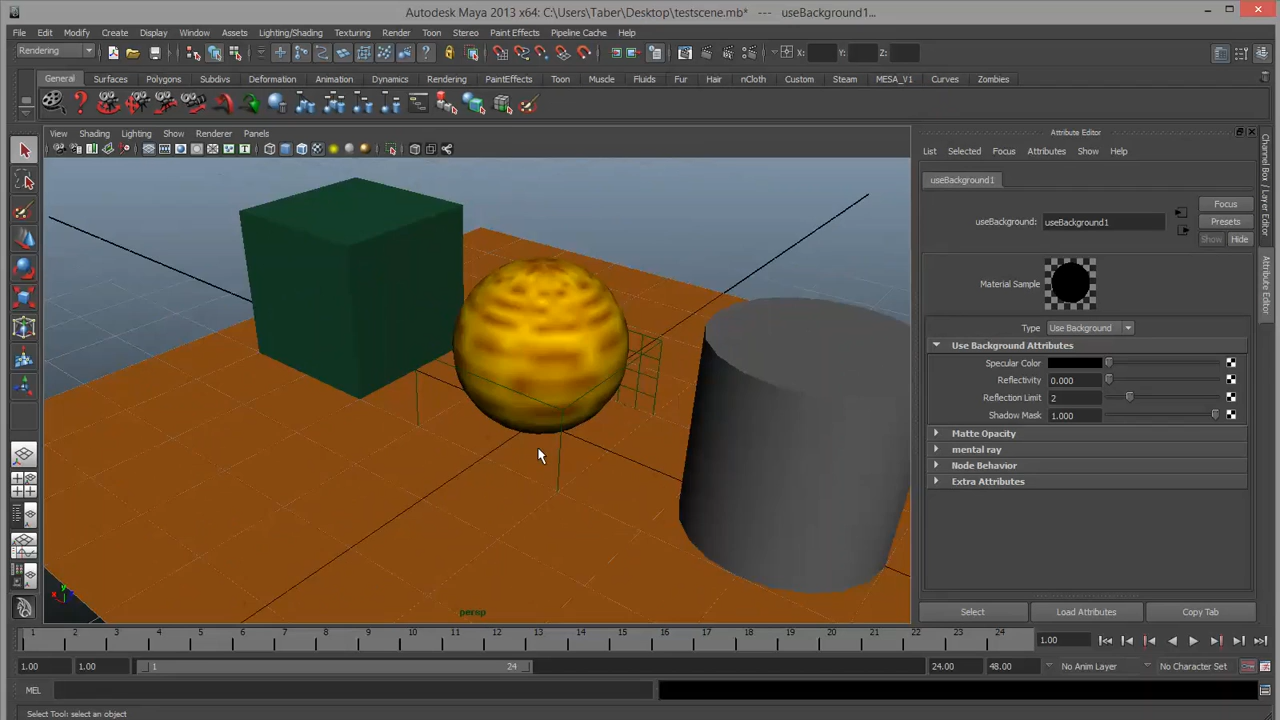 Autodesk Maya 2013 x64: C:\Users\Taber\Desktop\testscene.mb* --- useBackground1...
File Edit Modify Create Display Window Assets Lighting/Shading Texturing Render Toon Stereo Paint Effects Pipeline Cache Help
Rendering X: Y: Z:
General Surfaces Polygons Subdivs Deformation Animation Dynamics Rendering PaintEffects Toon Muscle Fluids Fur Hair nCloth Custom Steam MESA_V1 Curves Zombies
View Shading Lighting Show Renderer Panels
Attribute Editor
List Selected Focus Attributes Show Help
useBackground1
Focus
useBackground: useBackground1 Presets
Show Hide
Material Sample
Type Use Background
Use Background Attributes
Specular Color
Reflectivity 0.000
Reflection Limit 2
Shadow Mask 1.000
Matte Opacity
mental ray
Node Behavior
Extra Attributes
Channel Box / Layer Editor
Attribute Editor
y
x
persp
Select Load Attributes Copy Tab
1 2 3 4 5 6 7 8 9 10 11 12 13 14 15 16 17 18 19 20 21 22 23 24 1.00
1.00 1.00 1 24 24.00 48.00 No Anim Layer No Character Set
MEL
Select Tool: select an object